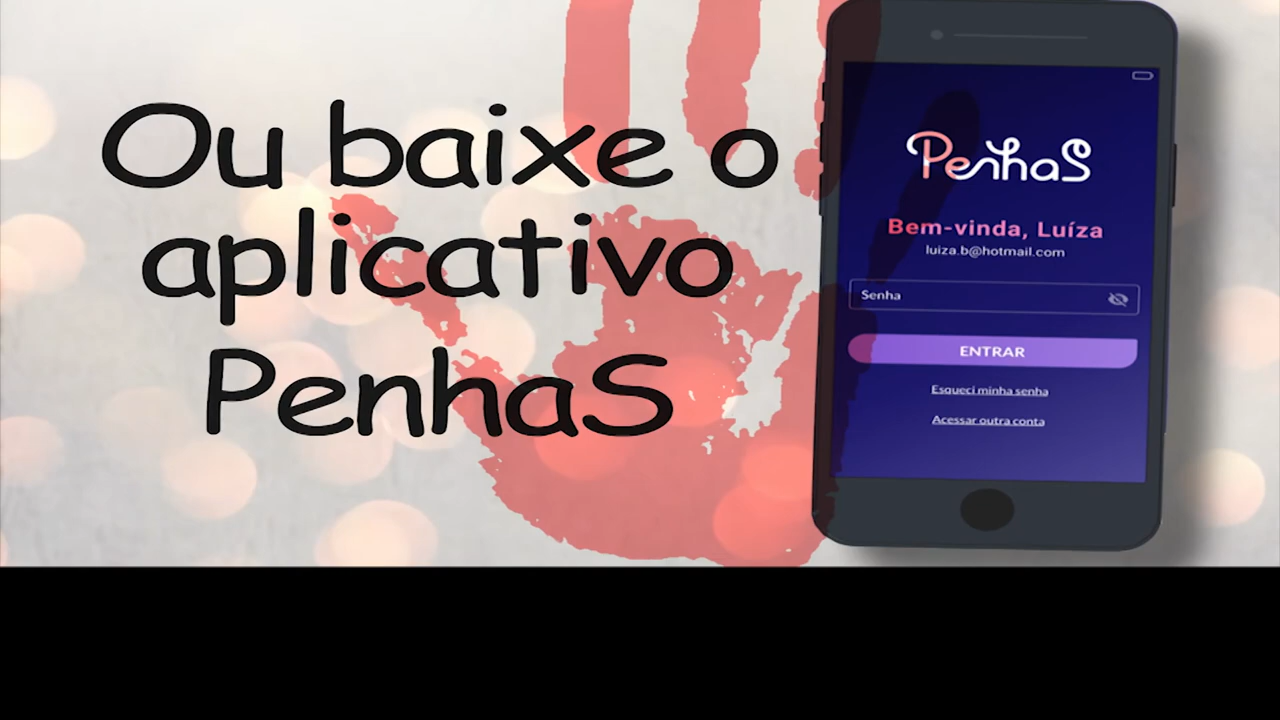 Ou baixe o
aplicativo
PenhaS
PenhaS
Bem-vinda, Luíza
luiza.b@hotmail.com
Senha
ENTRAR
Esqueci minha senha
Acessar outra conta